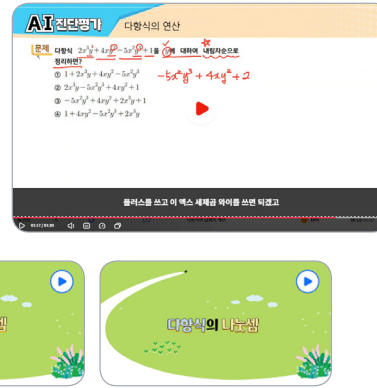 AI진단평가 다항식의 연산
문제 다항식 2x³y+4xy²-5x²y³+1을 y에 대하여 내림차순으로
정리하면?
-5x²y³ + 4xy² + 2
① 1+2x³y+4xy²-5x²y³
② 2x³y-5x²y³+4xy²+1
③ -5x²y³+4xy²+2x³y+1
④ 1+4xy²-5x²y³+2x³y
플러스를 쓰고 이 엑스 세제곱 와이를 쓰면 되겠고
셈
다항식의 나눗셈